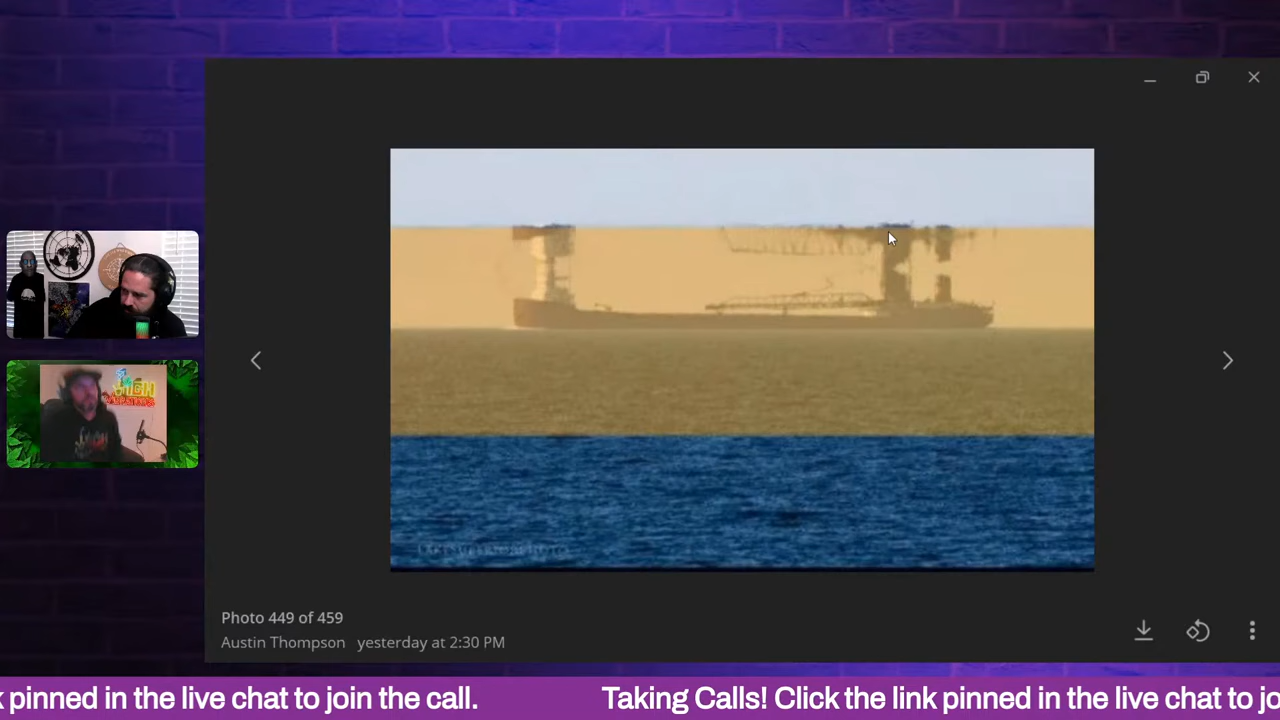 Photo 449 of 459
Austin Thompson yesterday at 2:30 PM
k pinned in the live chat to join the call. Taking Calls! Click the link pinned in the live chat to jo